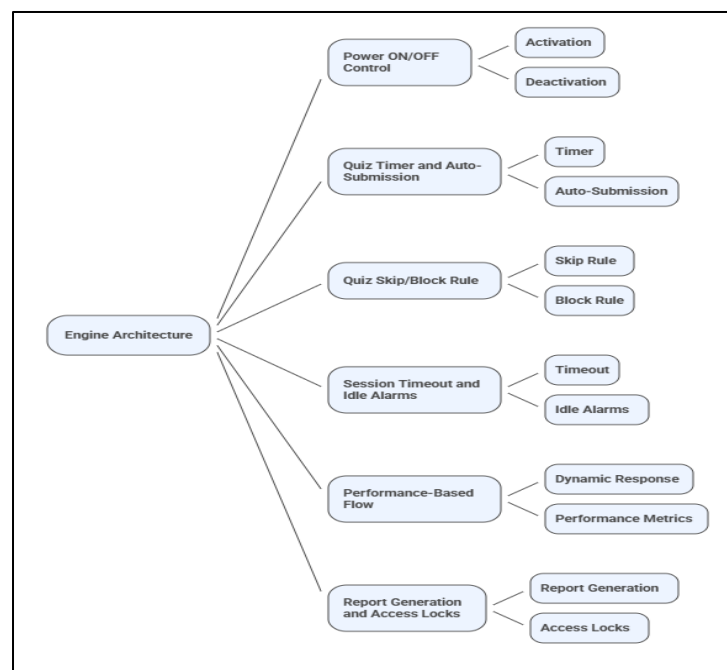 Power ON/OFF
Control
Activation
Deactivation
Quiz Timer and Auto-
Submission
Timer
Auto-Submission
Quiz Skip/Block Rule
Skip Rule
Block Rule
Engine Architecture
Session Timeout and
Idle Alarms
Timeout
Idle Alarms
Performance-Based
Flow
Dynamic Response
Performance Metrics
Report Generation
and Access Locks
Report Generation
Access Locks